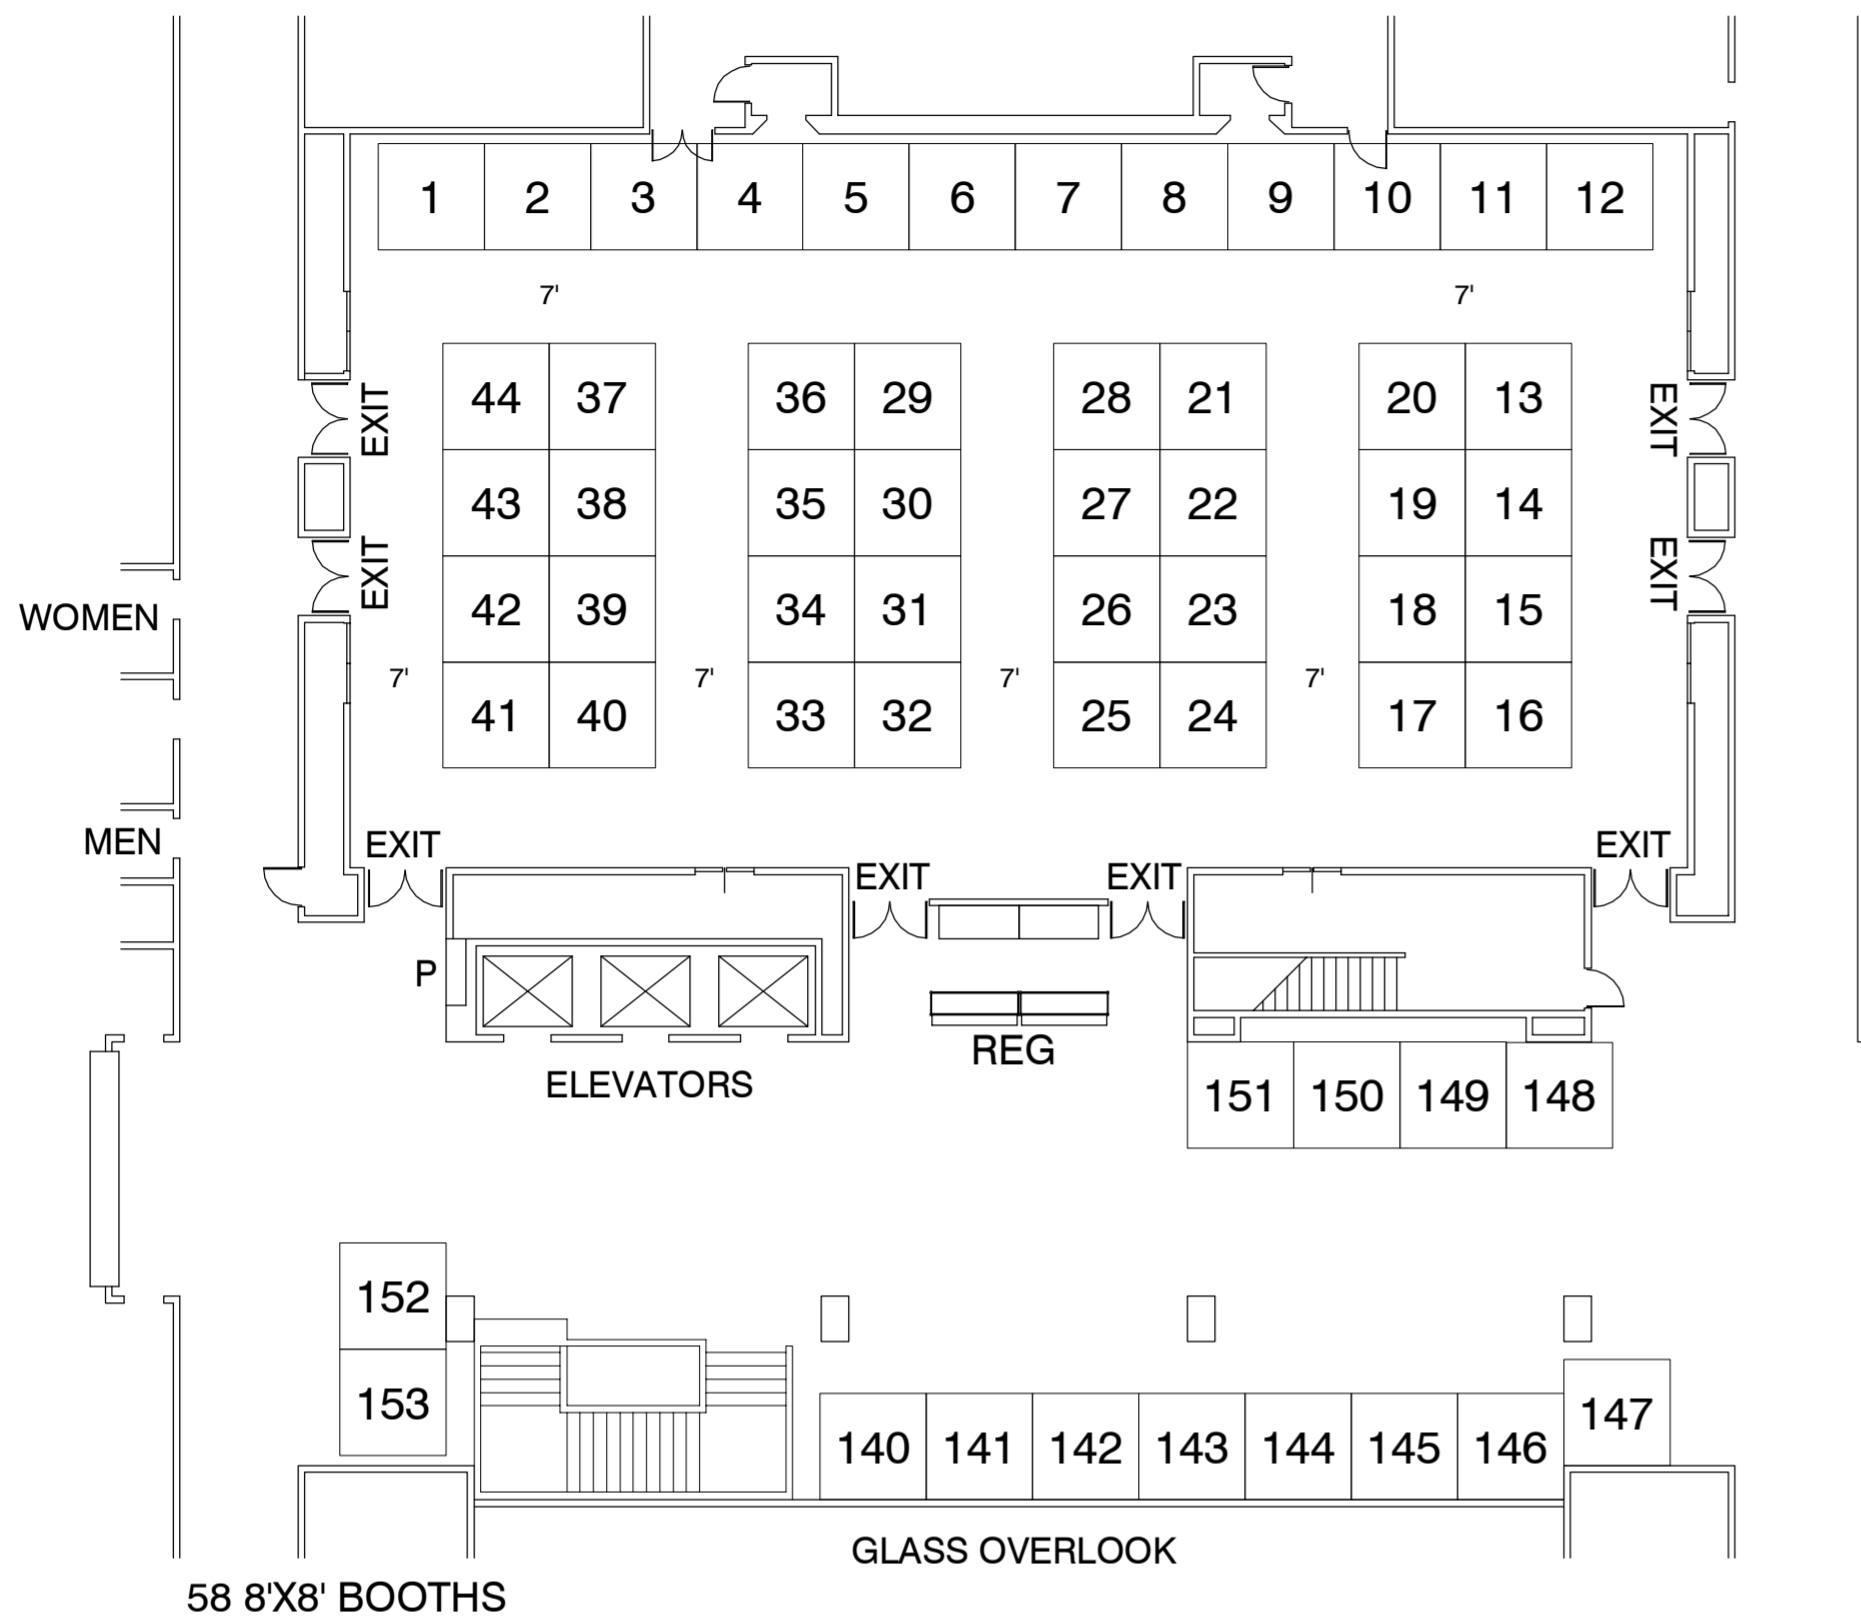 1 2 3 4 5 6 7 8 9 10 11 12
7' 7'
44 37 36 29 28 21 20 13
EXIT EXIT
43 38 35 30 27 22 19 14
EXIT EXIT
WOMEN
42 39 34 31 26 23 18 15
7' 7' 7' 7'
41 40 33 32 25 24 17 16
MEN
EXIT EXIT EXIT EXIT
P
REG
ELEVATORS
151 150 149 148
152
153
147
140 141 142 143 144 145 146
GLASS OVERLOOK
58 8'X8' BOOTHS